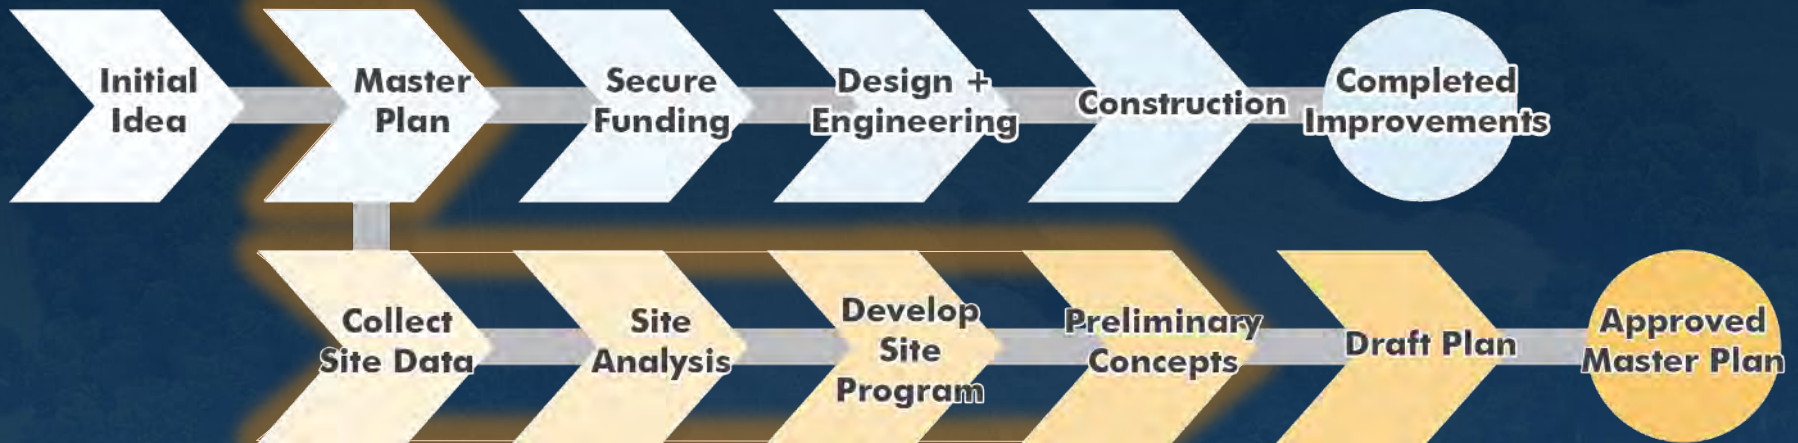 Initial
Idea
Master
Plan
Secure
Funding
Design +
Engineering
Construction
Completed
Improvements
Collect
Site Data
Site
Analysis
Develop
Site
Program
Preliminary
Concepts
Draft Plan
Approved
Master Plan